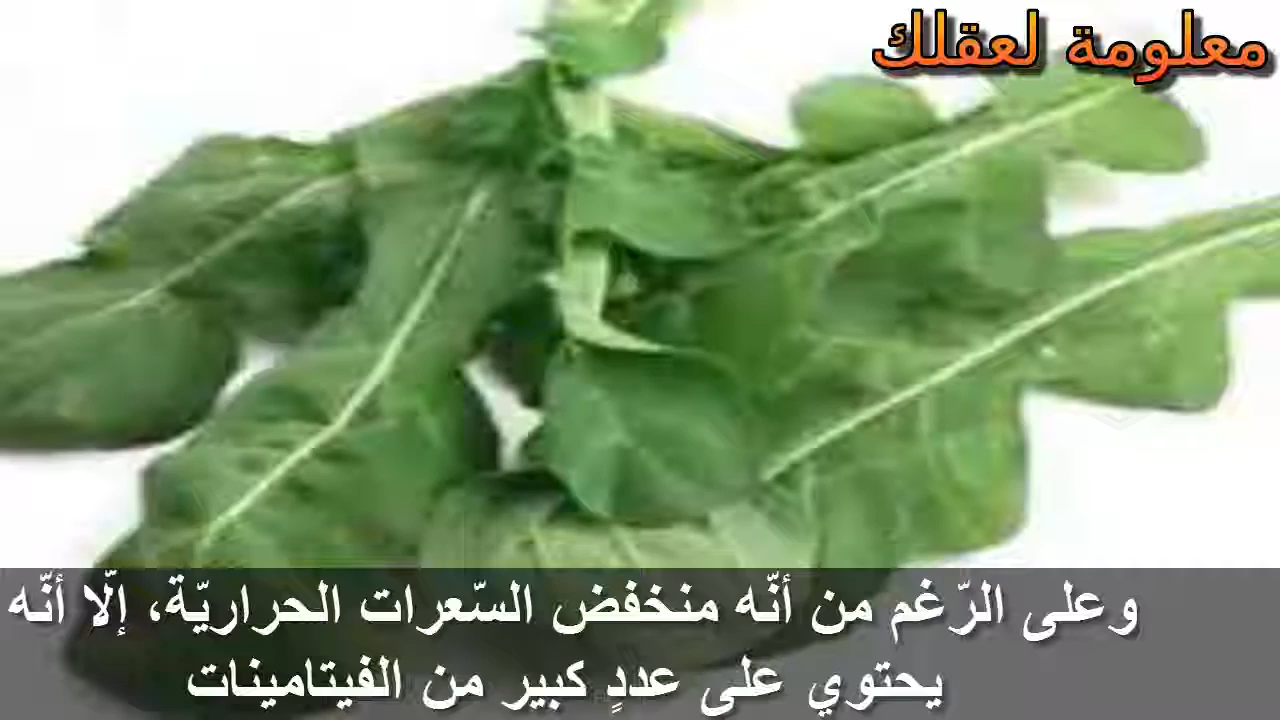 معلومة لعقلك
وعلى الرّغم من أنّه منخفض السّعرات الحراريّة، إلّا أنّه
يحتوي على عددٍ كبير من الفيتامينات